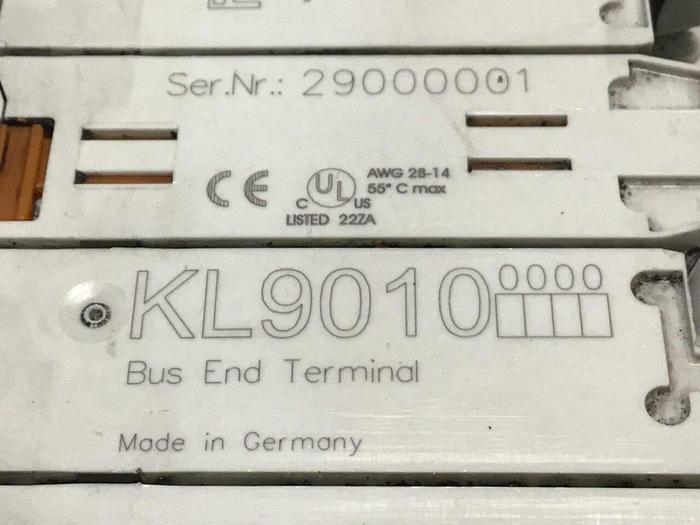 Ser.Nr.: 29000001
CE
C UL US
AWG 28-14
55° C max
LISTED 22ZA
KL9010 0000
Bus End Terminal
Made in Germany